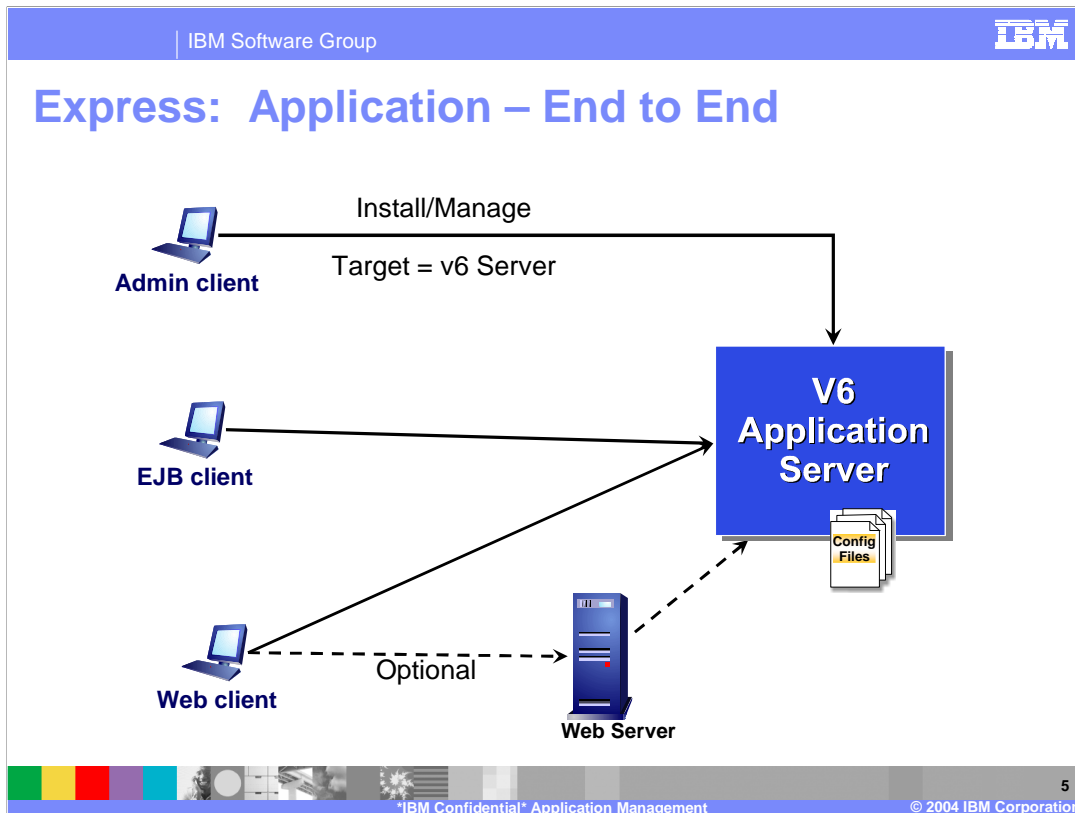 IBM Software Group
IBM
Express: Application – End to End
Install/Manage
Target = v6 Server
Admin client
V6
Application
Server
EJB client
Config
Files
Optional
Web client
Web Server
5
*IBM Confidential* Application Management
© 2004 IBM Corporation